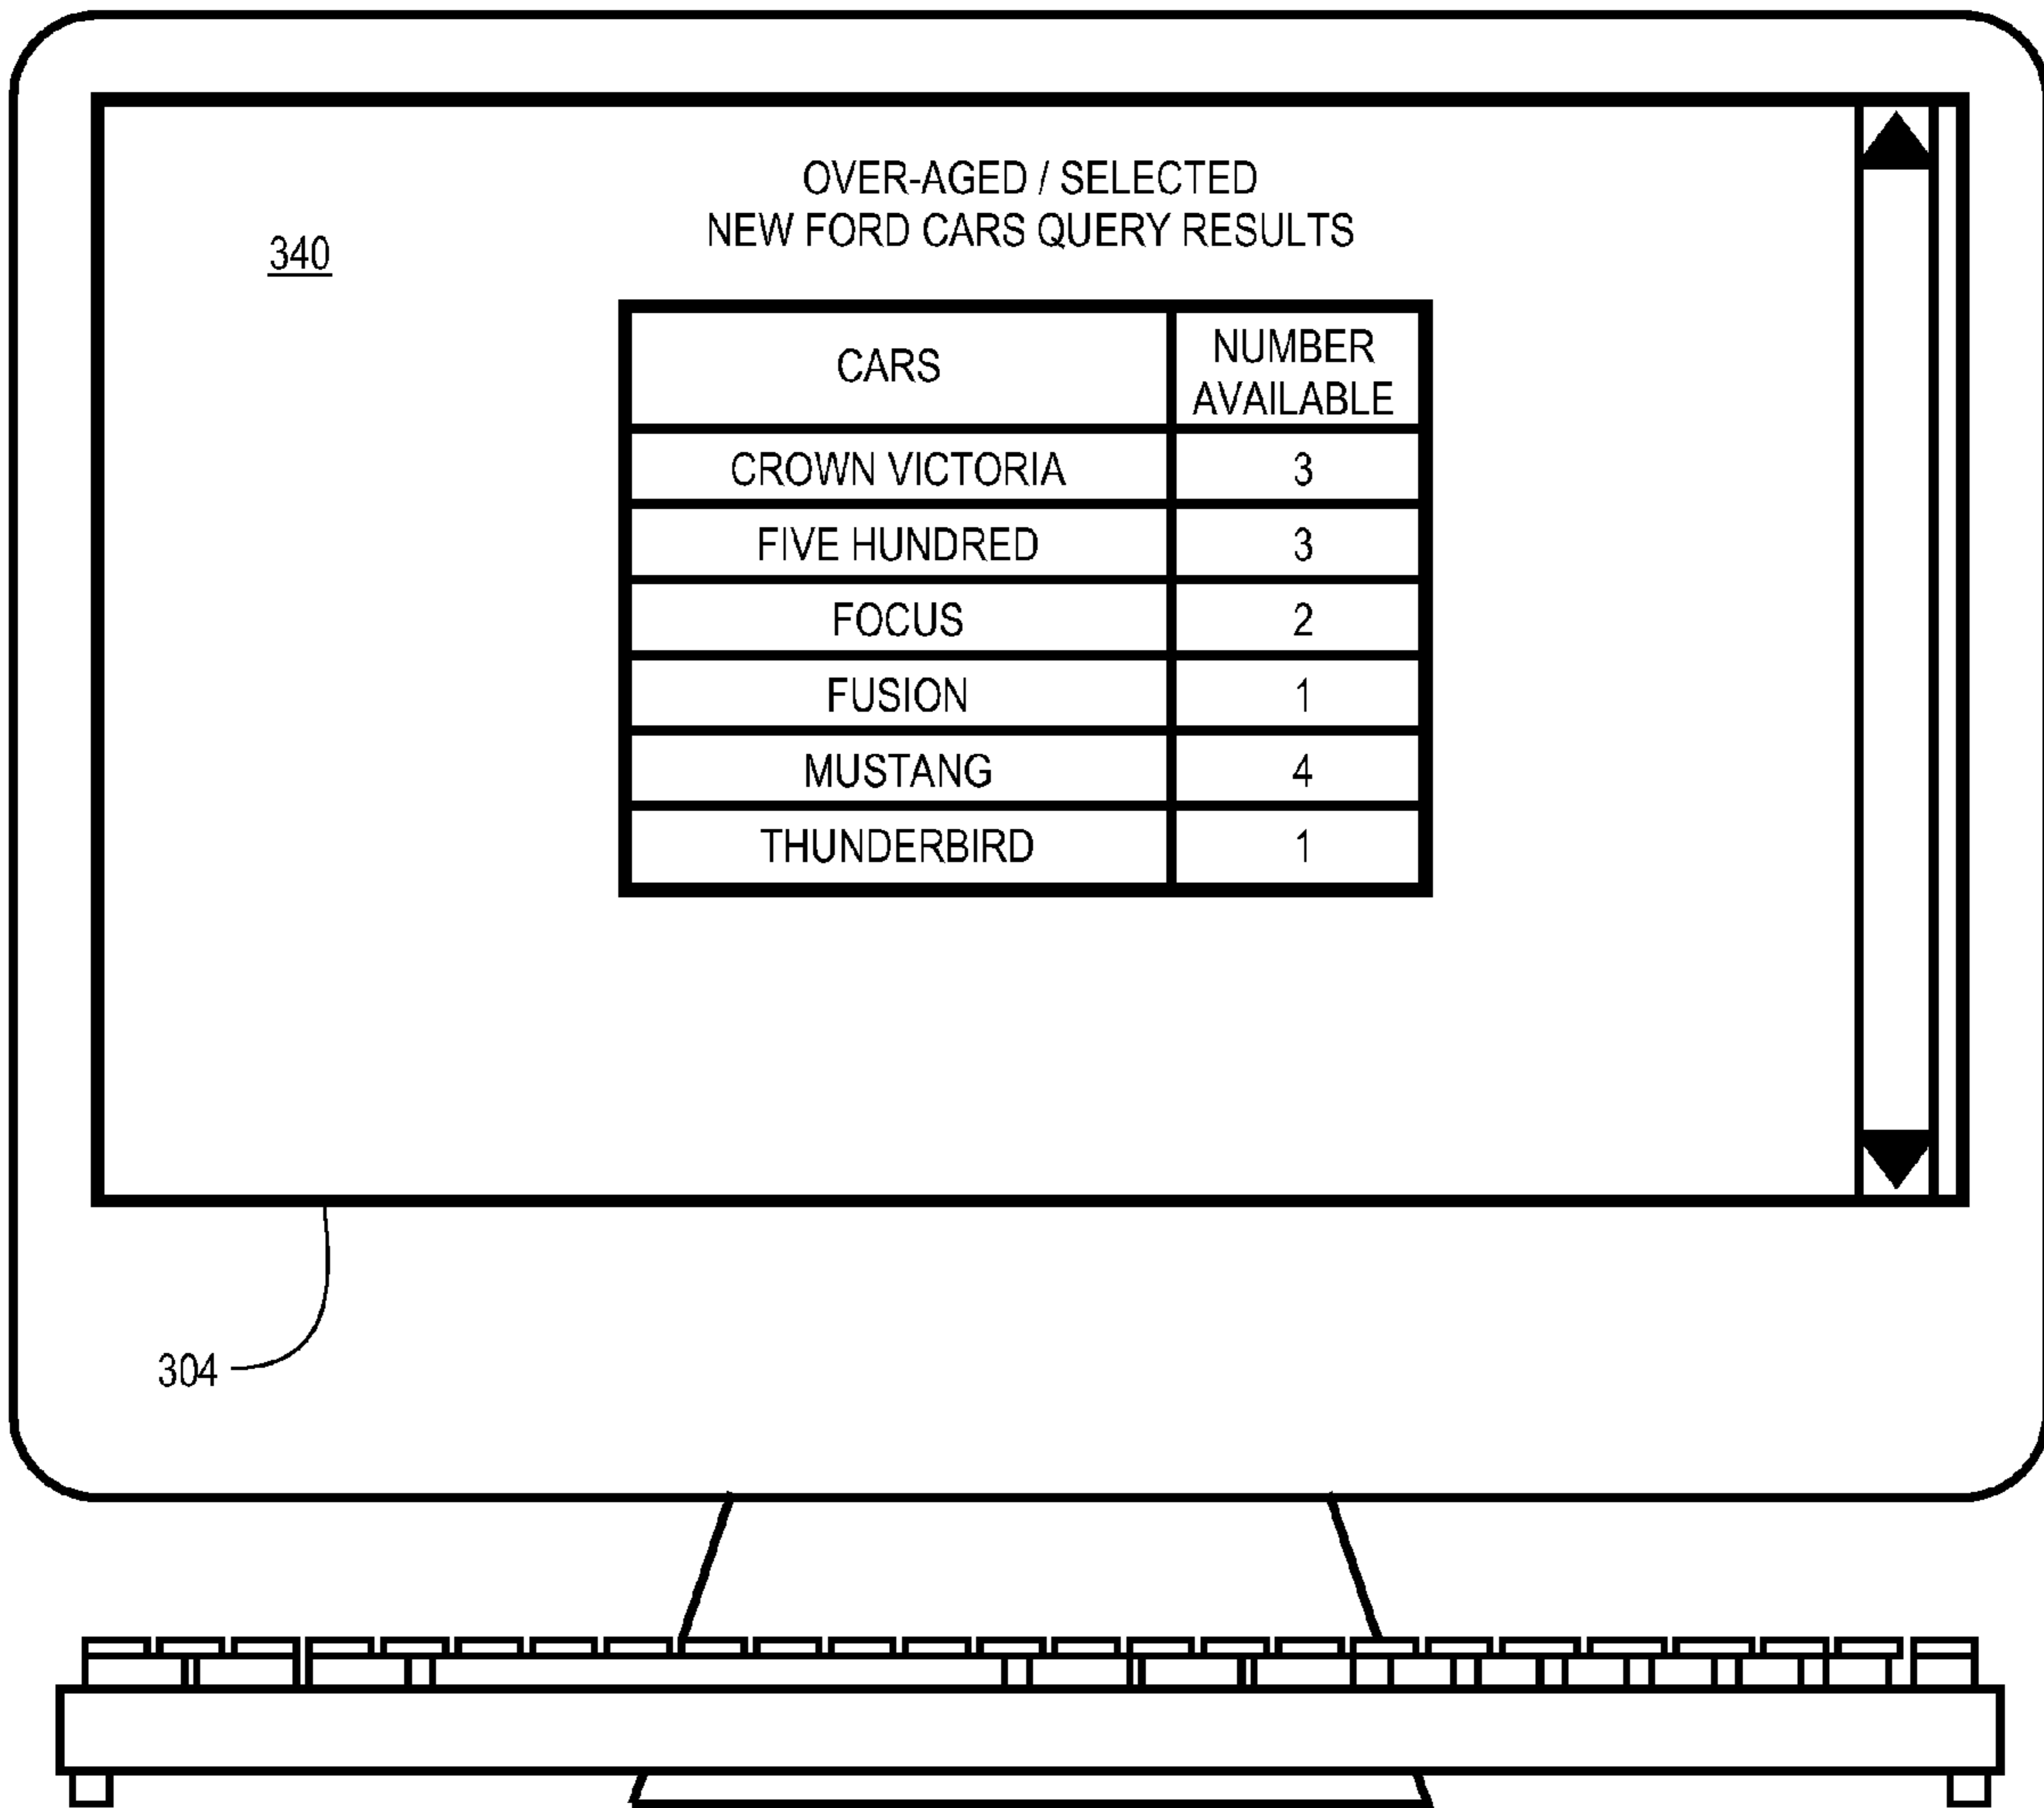 OVER-AGED / SELECTED
NEW FORD CARS QUERY RESULTS
340
CARS
NUMBER
AVAILABLE
CROWN VICTORIA 3
FIVE HUNDRED 3
FOCUS 2
FUSION 1
MUSTANG 4
THUNDERBIRD 1
304